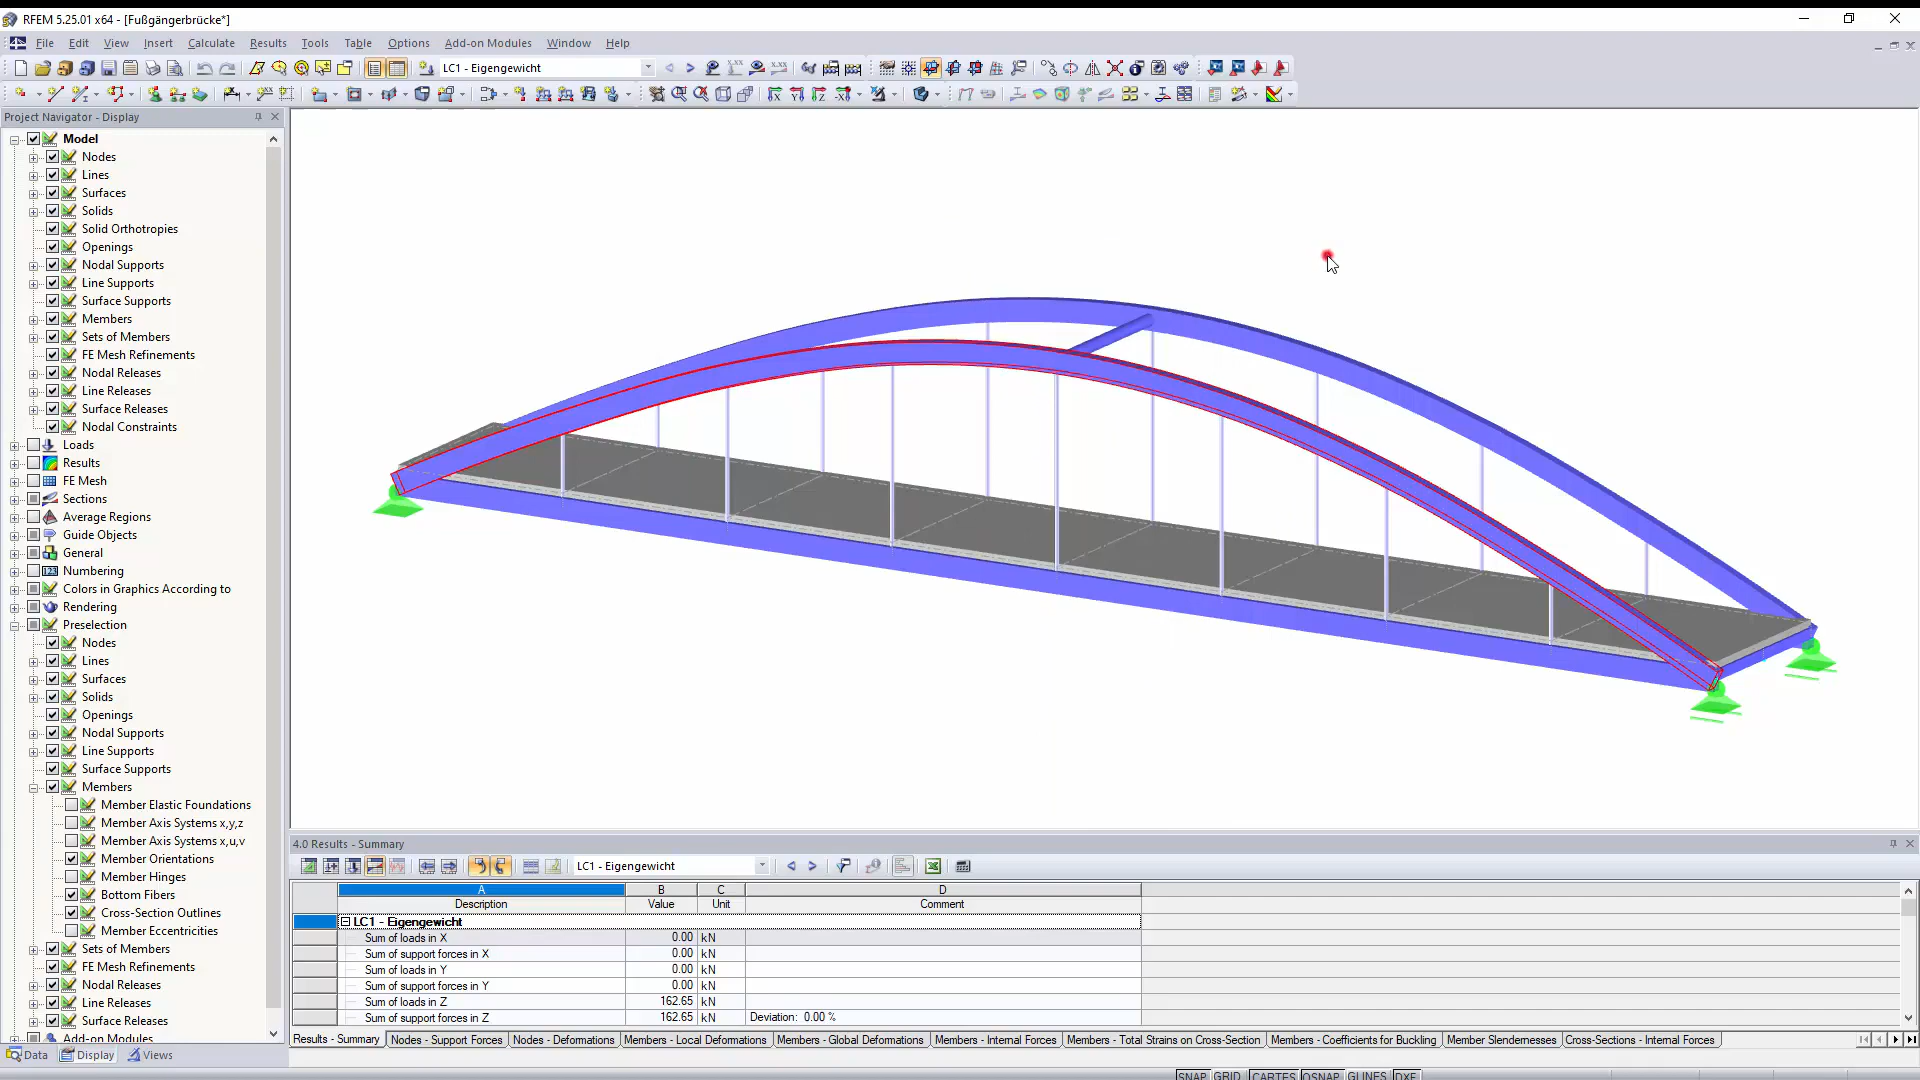 RFEM 5.25.01 x64 - [Fußgängerbrücke*]
File Edit View Insert Calculate Results Tools Table Options Add-on Modules Window Help
LC1 - Eigengewicht
Project Navigator - Display
Model
Nodes
Lines
Surfaces
Solids
Solid Orthotropies
Openings
Nodal Supports
Line Supports
Surface Supports
Members
Sets of Members
FE Mesh Refinements
Nodal Releases
Line Releases
Surface Releases
Nodal Constraints
Loads
Results
FE Mesh
Sections
Average Regions
Guide Objects
General
123 Numbering
Colors in Graphics According to
Rendering
Preselection
Nodes
Lines
Surfaces
Solids
Openings
Nodal Supports
Line Supports
Surface Supports
Members
Member Elastic Foundations
Member Axis Systems x,y,z
Member Axis Systems x,u,v
Member Orientations
Member Hinges
Bottom Fibers
Cross-Section Outlines
Member Eccentricities
Sets of Members
FE Mesh Refinements
Nodal Releases
Line Releases
Surface Releases
Add-on Modules
Data Display Views
4.0 Results - Summary
LC1 - Eigengewicht
A B C D
Description Value Unit Comment
LC1 - Eigengewicht
Sum of loads in X 0.00 kN
Sum of support forces in X 0.00 kN
Sum of loads in Y 0.00 kN
Sum of support forces in Y 0.00 kN
Sum of loads in Z 162.65 kN
Sum of support forces in Z 162.65 kN Deviation: 0.00 %
Results - Summary Nodes - Support Forces Nodes - Deformations Members - Local Deformations Members - Global Deformations Members - Internal Forces Members - Total Strains on Cross-Section Members - Coefficients for Buckling Member Slendernesses Cross-Sections - Internal Forces
SNAP GRID CARTES OSNAP GLINES DXF